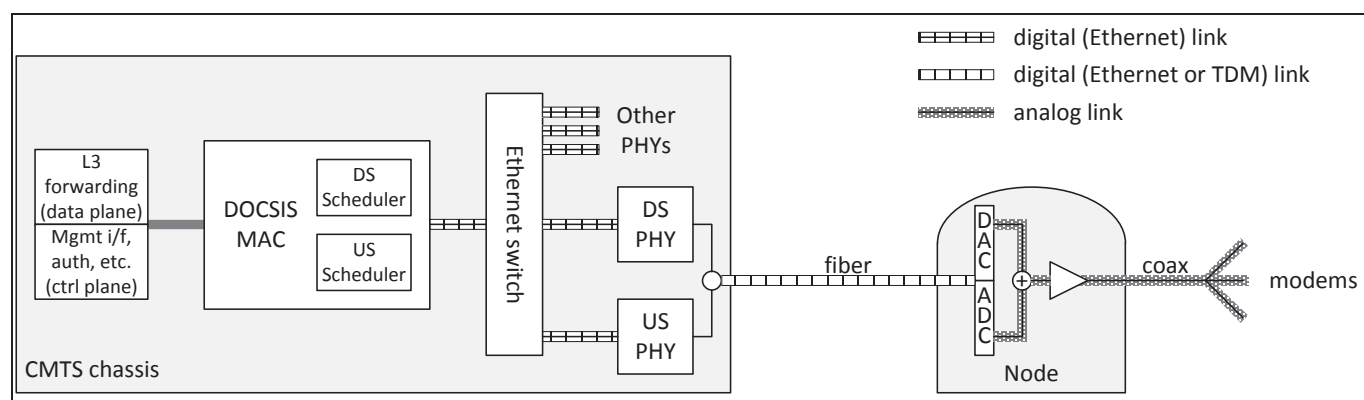 digital (Ethernet) link
digital (Ethernet or TDM) link
analog link
L3
forwarding
(data plane)
Mgmt i/f,
auth, etc.
(ctrl plane)
DOCSIS
MAC
DS
Scheduler
US
Scheduler
Ethernet switch
Other
PHYs
DS
PHY
US
PHY
CMTS chassis
fiber
D
A
C
A
D
C
+
Node
coax
modems